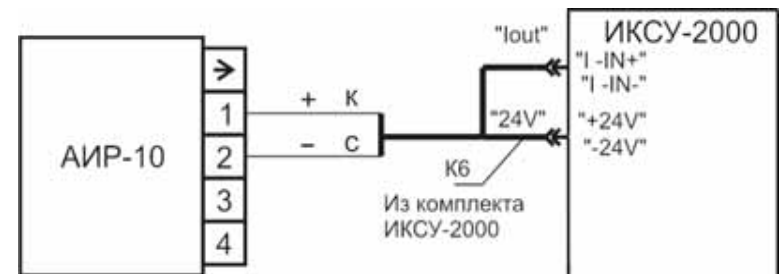 АИР-10
1
2
3
4
+ К
− С
"Iout"
"24V"
К6
Из комплекта
ИКСУ-2000
ИКСУ-2000
"I -IN+"
"I -IN-"
"+24V"
"-24V"